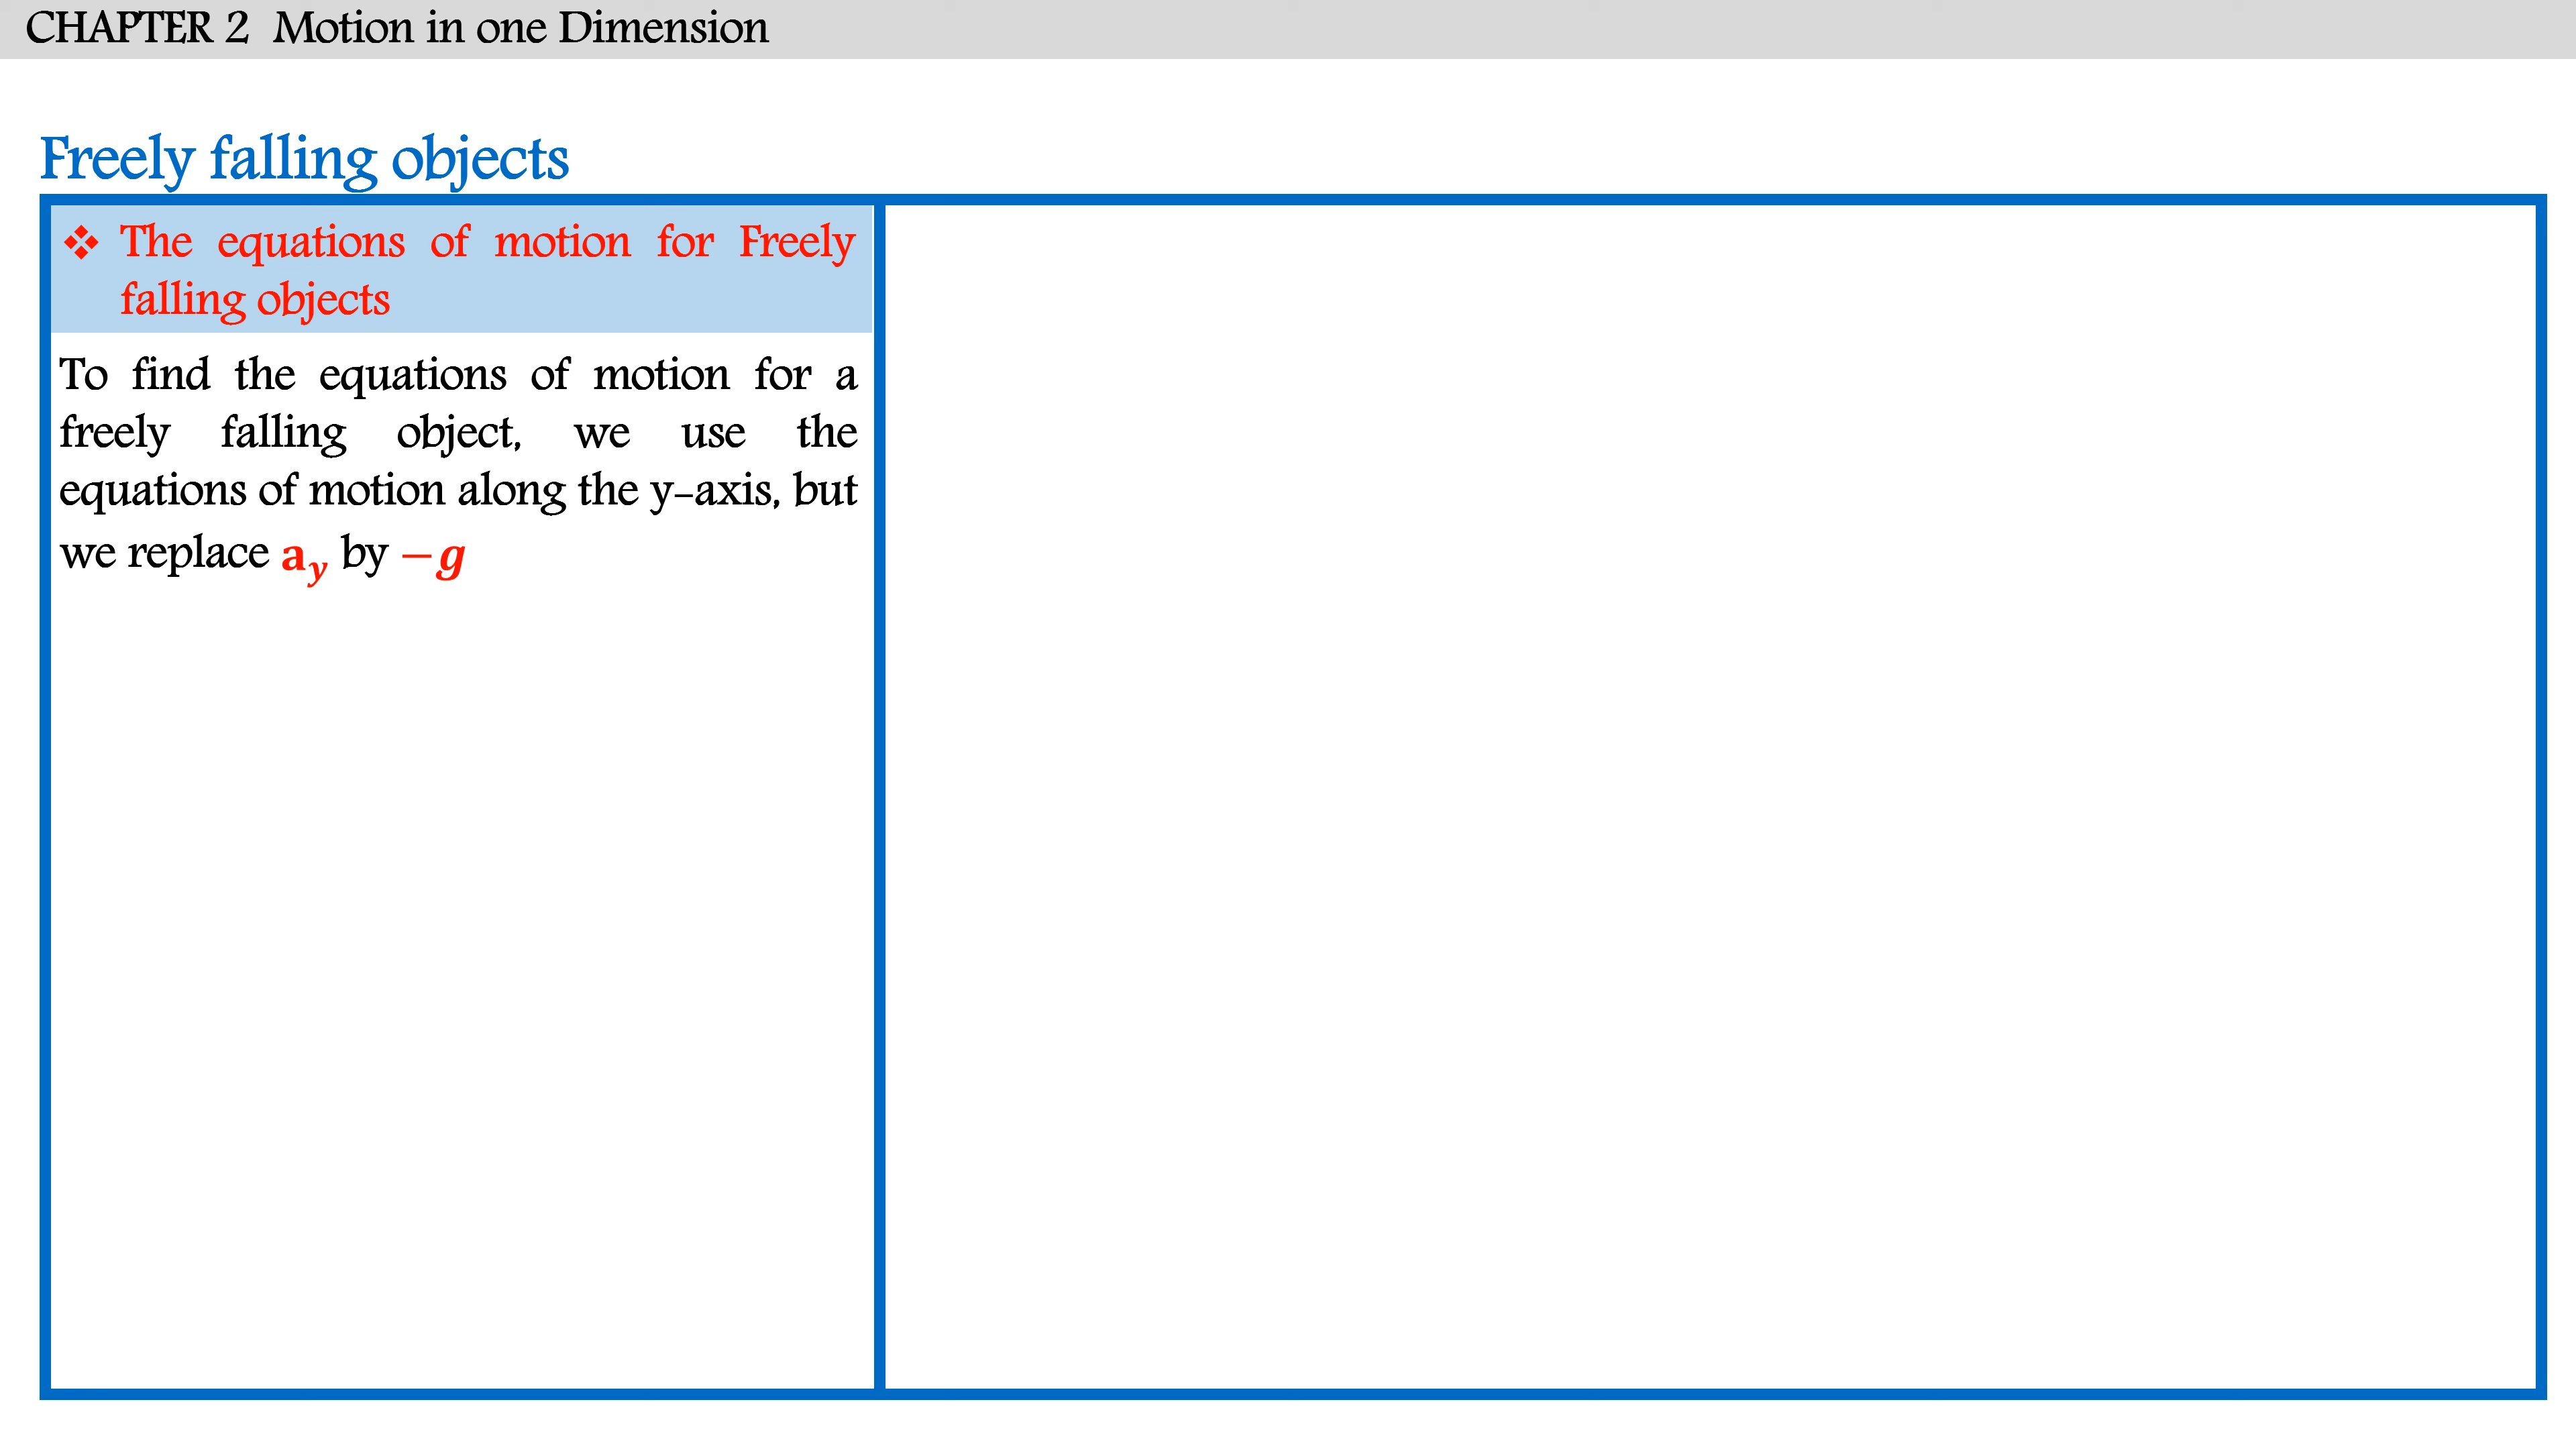 CHAPTER 2 Motion in one Dimension
Freely falling objects
❖ The equations of motion for Freely
falling objects
To find the equations of motion for a
freely falling object, we use the
equations of motion along the y-axis, but
we replace a_y by −g